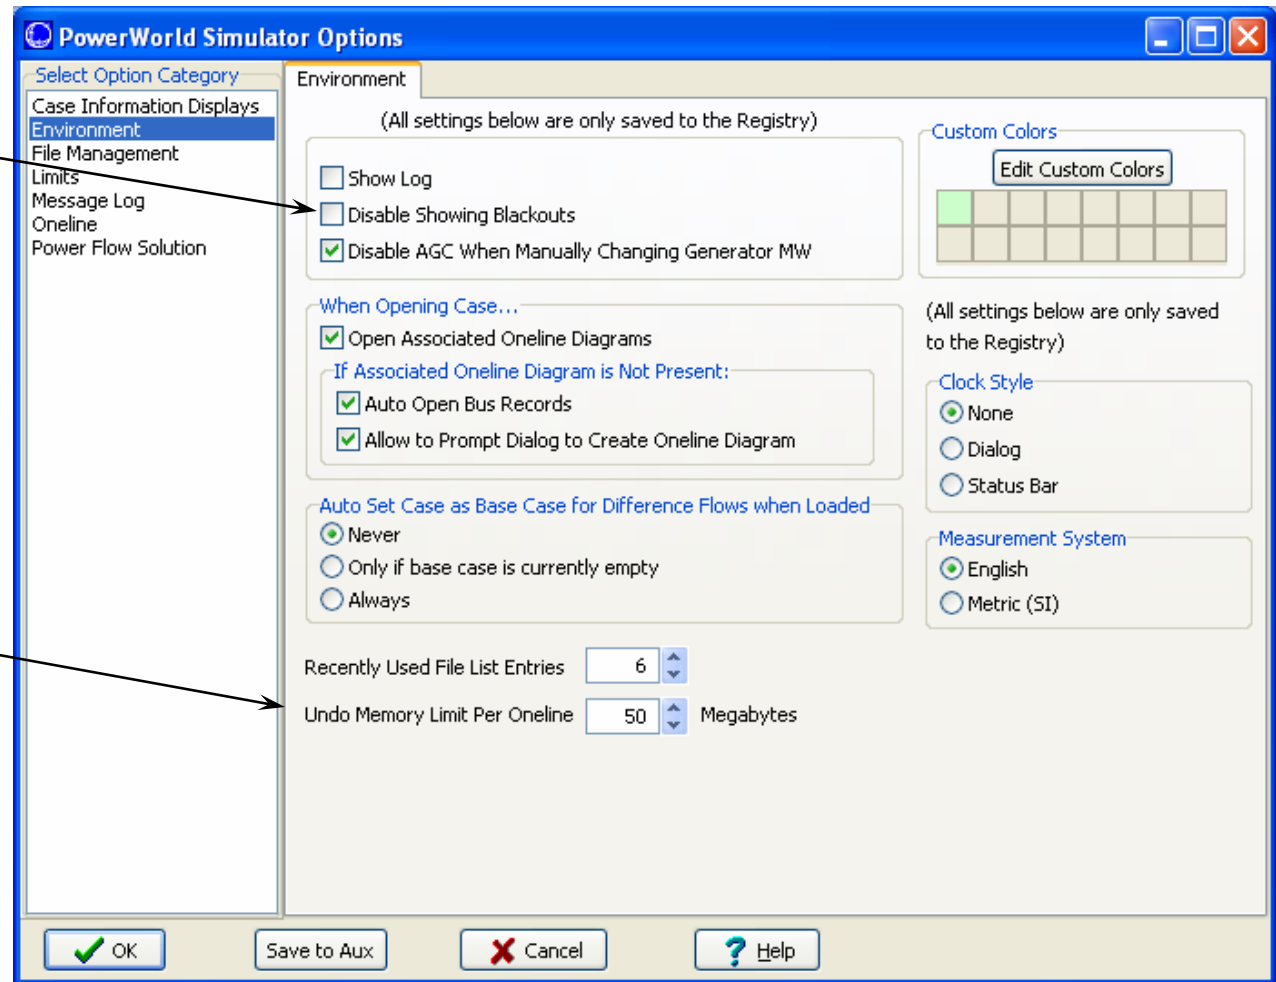 PowerWorld Simulator Options
Select Option Category
Case Information Displays
Environment
File Management
Limits
Message Log
Oneline
Power Flow Solution
Environment
(All settings below are only saved to the Registry)
Show Log
Disable Showing Blackouts
Disable AGC When Manually Changing Generator MW
When Opening Case...
Open Associated Oneline Diagrams
If Associated Oneline Diagram is Not Present:
Auto Open Bus Records
Allow to Prompt Dialog to Create Oneline Diagram
Auto Set Case as Base Case for Difference Flows when Loaded
Never
Only if base case is currently empty
Always
Recently Used File List Entries 6
Undo Memory Limit Per Oneline 50 Megabytes
Custom Colors
Edit Custom Colors
(All settings below are only saved
to the Registry)
Clock Style
None
Dialog
Status Bar
Measurement System
English
Metric (SI)
OK
Save to Aux
Cancel
? Help